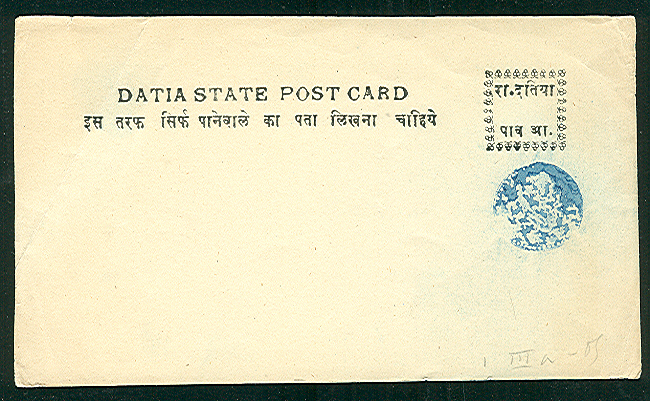 DATIA STATE POST CARD
इस तरफ सिर्फ पानेवाले का पता लिखना चाहिये
रा॰दतिया
पाव आ.